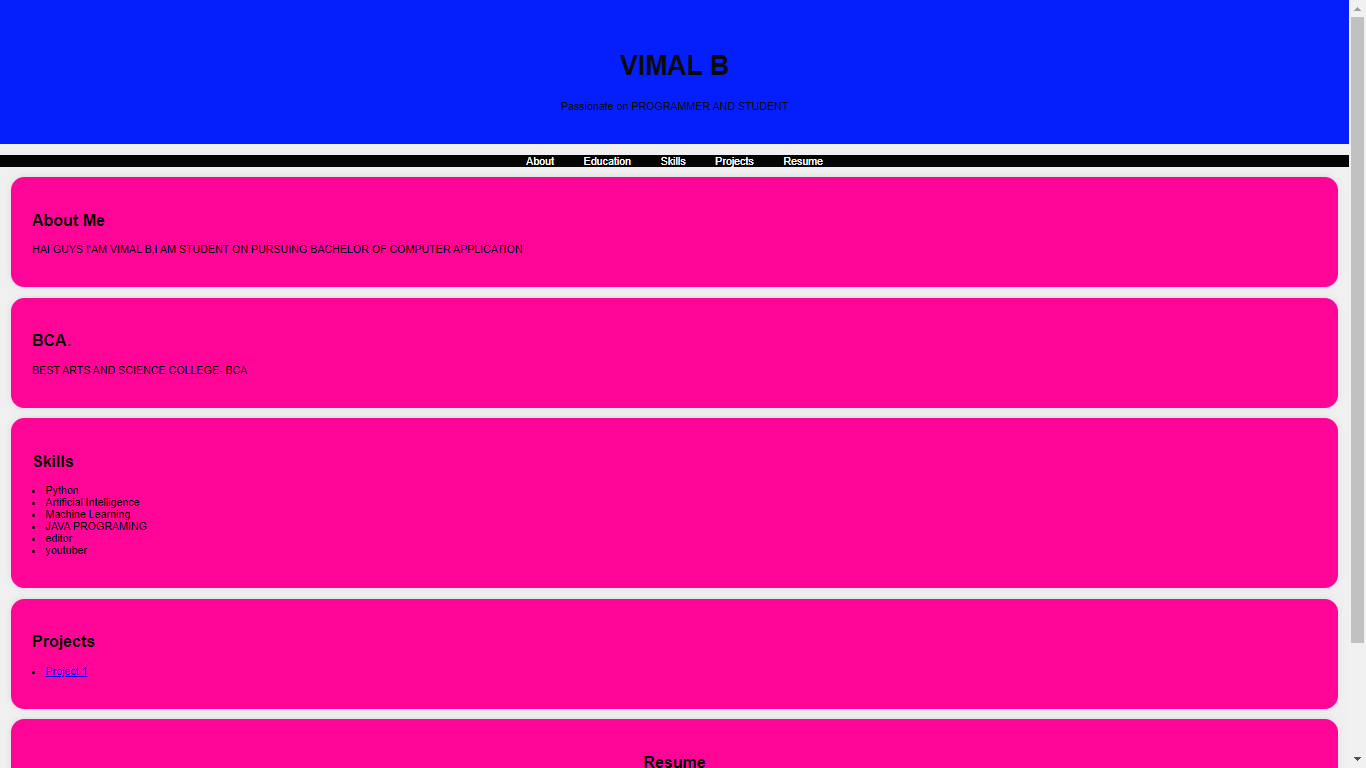 VIMAL B
Passionate on PROGRAMMER AND STUDENT
About Education Skills Projects Resume
About Me
HAI GUYS I'AM VIMAL B,I AM STUDENT ON PURSUING BACHELOR OF COMPUTER APPLICATION
BCA.
BEST ARTS AND SCIENCE COLLEGE- BCA
Skills
Python
Artificial Intelligence
Machine Learning
JAVA PROGRAMING
editor
youtuber
Projects
Project 1
Resume